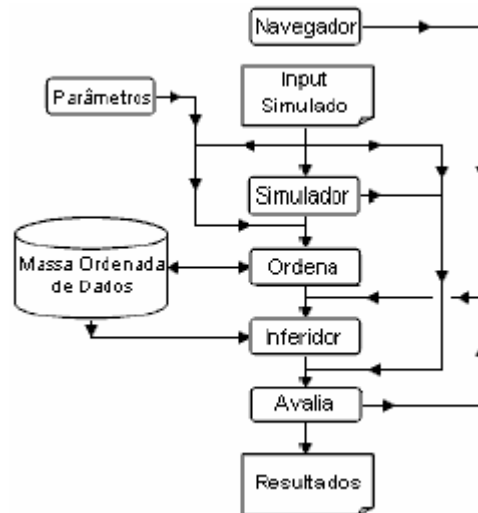 Navegador
Input
Simulado
Parâmetros
Simulador
Massa Ordenada
de Dados
Ordena
Inferidor
Avalia
Resultados